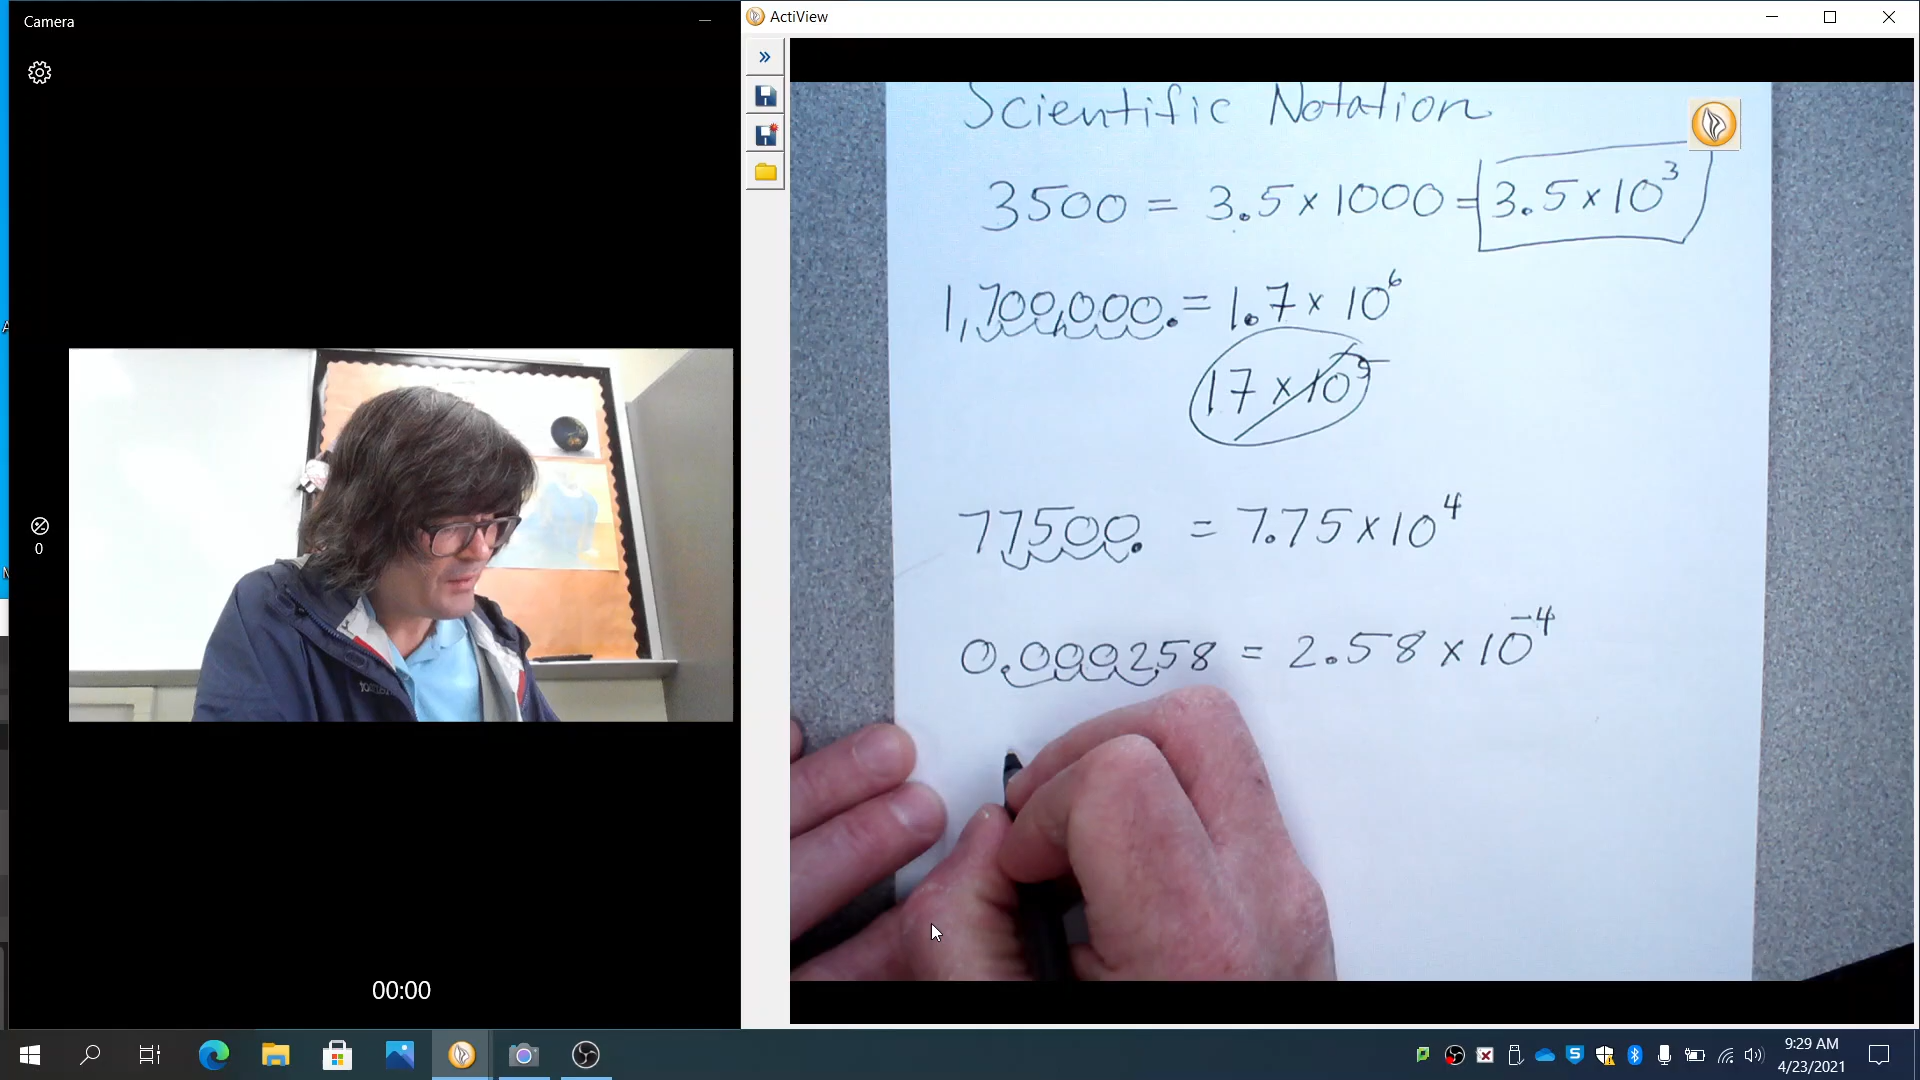 Camera
ActiView
0
00:00
Scientific Notation
3500 = 3.5 × 1000 = 3.5 × 10³
1,700,000. = 1.7 × 10⁶
17 × 10⁵
77500. = 7.75 × 10⁴
0.000258 = 2.58 × 10⁻⁴
9:29 AM
4/23/2021